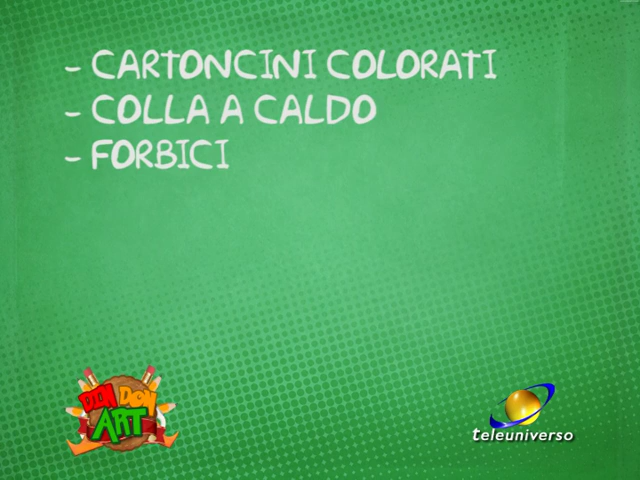 - CARTONCINI COLORATI
- COLLA A CALDO
- FORBICI
DIN DON
ART
teleuniverso